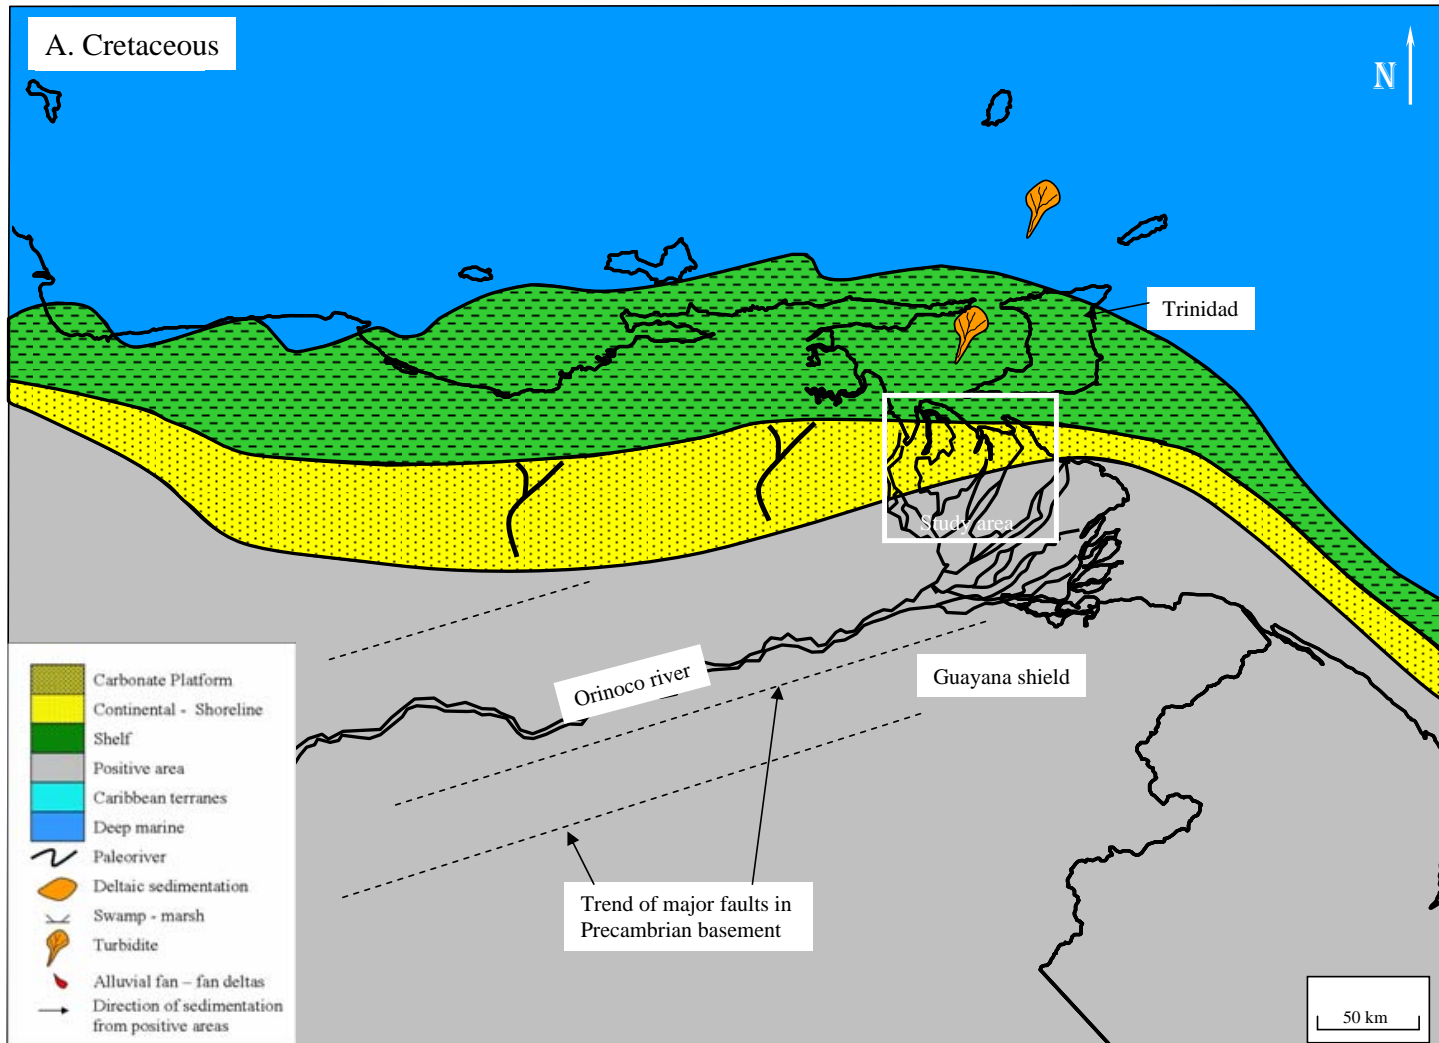 A. Cretaceous
N
Trinidad
Study area
Orinoco river
Guayana shield
Trend of major faults in
Precambrian basement
Carbonate Platform
Continental - Shoreline
Shelf
Positive area
Caribbean terranes
Deep marine
Paleoriver
Deltaic sedimentation
Swamp - marsh
Turbidite
Alluvial fan – fan deltas
Direction of sedimentation
from positive areas
50 km